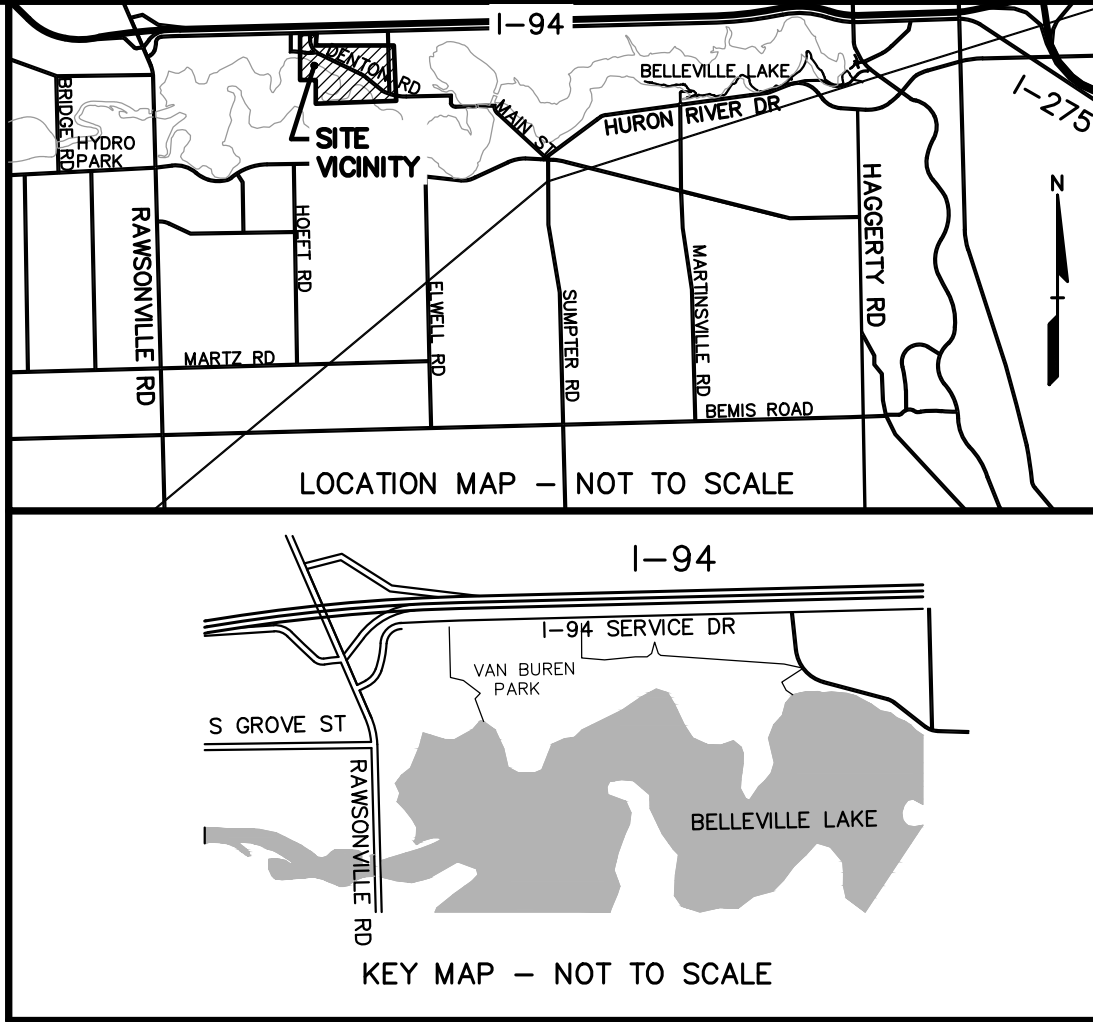 I-94
DENTON RD
BELLEVILLE LAKE
I-275
BRIDGE RD
HYDRO
PARK
SITE
VICINITY
MAIN ST
HURON RIVER DR
N
RAWSONVILLE RD
HOEFT RD
ELWELL RD
SUMPTER RD
MARTINSVILLE RD
HAGGERTY RD
MARTZ RD
BEMIS ROAD
LOCATION MAP - NOT TO SCALE
I-94
I-94 SERVICE DR
VAN BUREN
PARK
S GROVE ST
RAWSONVILLE RD
BELLEVILLE LAKE
KEY MAP - NOT TO SCALE